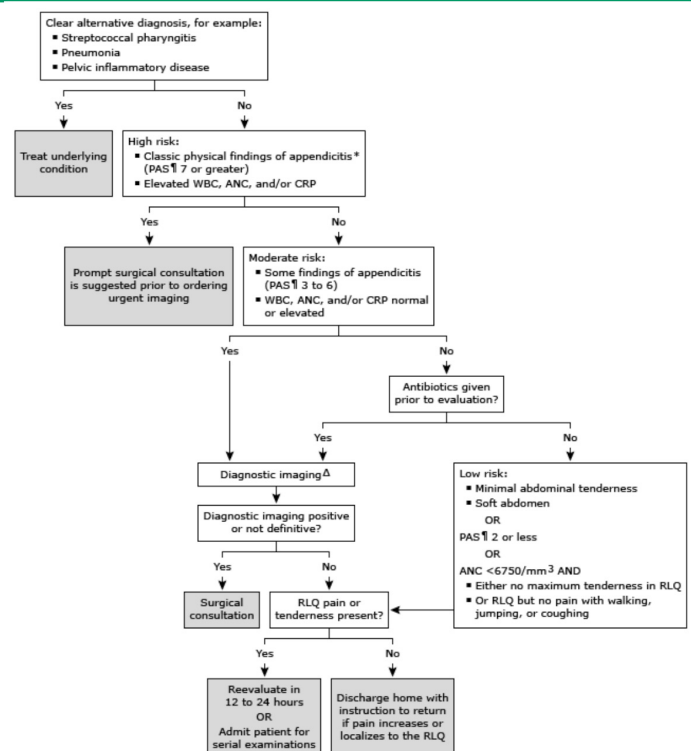 Clear alternative diagnosis, for example:
▪ Streptococcal pharyngitis
▪ Pneumonia
▪ Pelvic inflammatory disease
Yes
No
Treat underlying
condition
High risk:
▪ Classic physical findings of appendicitis*
(PAS¶ 7 or greater)
▪ Elevated WBC, ANC, and/or CRP
Yes
No
Prompt surgical consultation
is suggested prior to ordering
urgent imaging
Moderate risk:
▪ Some findings of appendicitis
(PAS¶ 3 to 6)
▪ WBC, ANC, and/or CRP normal
or elevated
Yes
No
Antibiotics given
prior to evaluation?
Yes
No
Diagnostic imagingΔ
Low risk:
▪ Minimal abdominal tenderness
▪ Soft abdomen
OR
PAS¶ 2 or less
OR
ANC <6750/mm3 AND
▪ Either no maximum tenderness in RLQ
▪ Or RLQ but no pain with walking,
jumping, or coughing
Diagnostic imaging positive
or not definitive?
Yes
No
Surgical
consultation
RLQ pain or
tenderness present?
Yes
No
Reevaluate in
12 to 24 hours
OR
Admit patient for
serial examinations
Discharge home with
instruction to return
if pain increases or
localizes to the RLQ